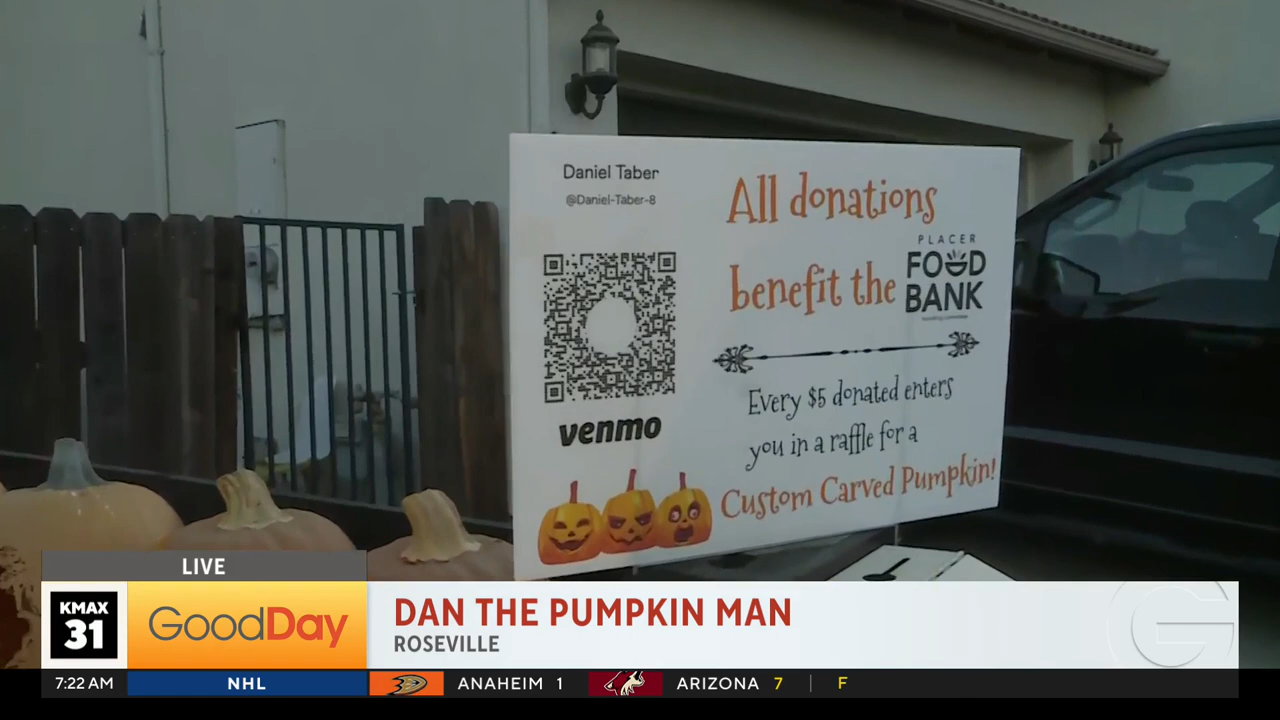 Daniel Taber
@Daniel-Taber-8
venmo
All donations
benefit the
PLACER
FOOD
BANK
Every $5 donated enters
you in a raffle for a
Custom Carved Pumpkin!
LIVE
KMAX
31
GoodDay
DAN THE PUMPKIN MAN
ROSEVILLE
G
7:22 AM NHL ANAHEIM 1 ARIZONA 7 | F